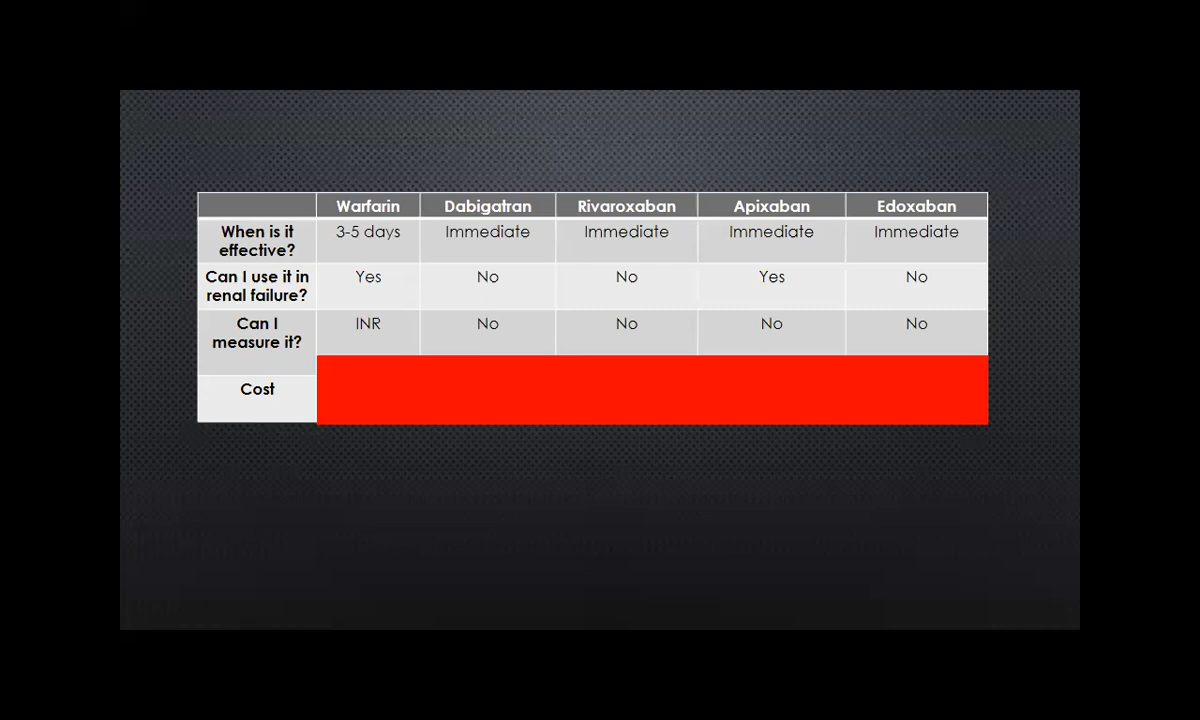 Warfarin Dabigatran Rivaroxaban Apixaban Edoxaban
When is it effective? 3-5 days Immediate Immediate Immediate Immediate
Can I use it in renal failure? Yes No No Yes No
Can I measure it? INR No No No No
Cost